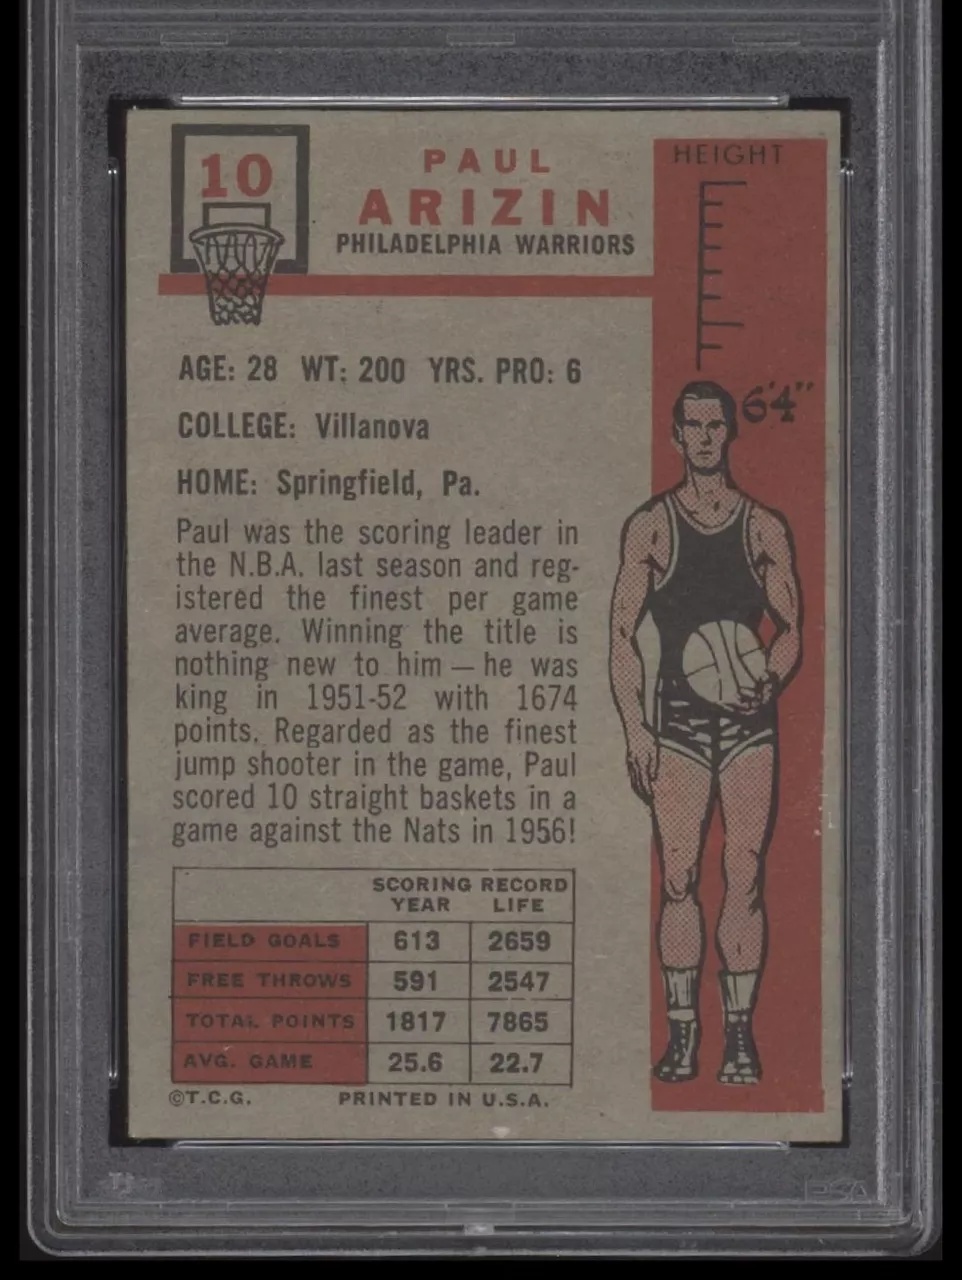 10
PAUL
ARIZIN
PHILADELPHIA WARRIORS
HEIGHT
6'4"
AGE: 28 WT: 200 YRS. PRO: 6
COLLEGE: Villanova
HOME: Springfield, Pa.
Paul was the scoring leader in
the N.B.A. last season and reg-
istered the finest per game
average. Winning the title is
nothing new to him — he was
king in 1951-52 with 1674
points. Regarded as the finest
jump shooter in the game, Paul
scored 10 straight baskets in a
game against the Nats in 1956!
SCORING RECORD
YEAR LIFE
FIELD GOALS 613 2659
FREE THROWS 591 2547
TOTAL POINTS 1817 7865
AVG. GAME 25.6 22.7
©T.C.G. PRINTED IN U.S.A.
PSA